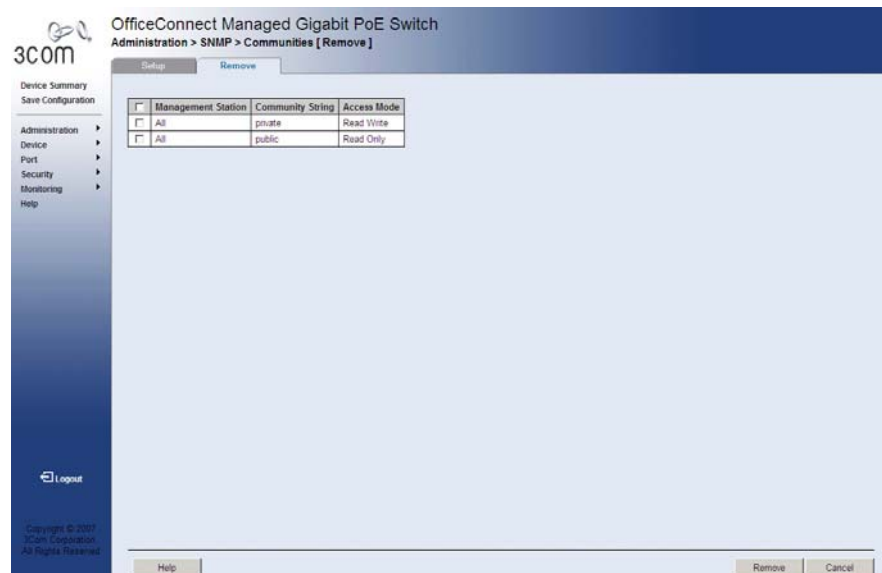 3COM
OfficeConnect Managed Gigabit PoE Switch
Administration > SNMP > Communities [ Remove ]
Setup Remove
Device Summary
Save Configuration
Administration
Device
Port
Security
Monitoring
Help
Management Station Community String Access Mode
All private Read Write
All public Read Only
Logout
Copyright © 2007
3Com Corporation.
All Rights Reserved
Help Remove Cancel